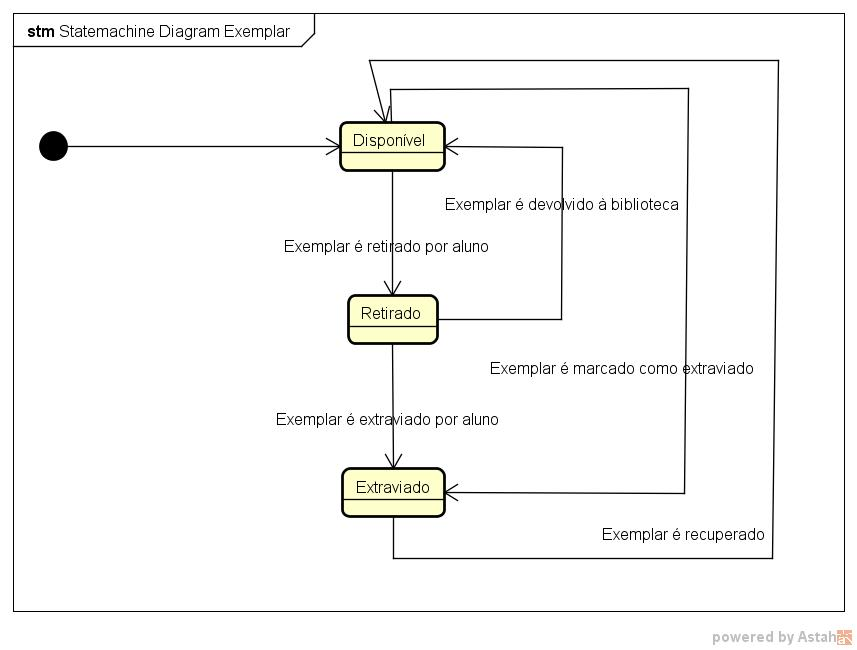 stm Statemachine Diagram Exemplar
Disponível
Exemplar é devolvido à biblioteca
Exemplar é retirado por aluno
Retirado
Exemplar é marcado como extraviado
Exemplar é extraviado por aluno
Extraviado
Exemplar é recuperado
powered by Astah